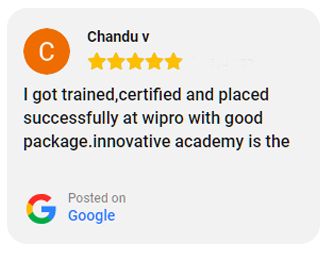 C
Chandu v
I got trained,certified and placed
successfully at wipro with good
package.innovative academy is the
Posted on
Google